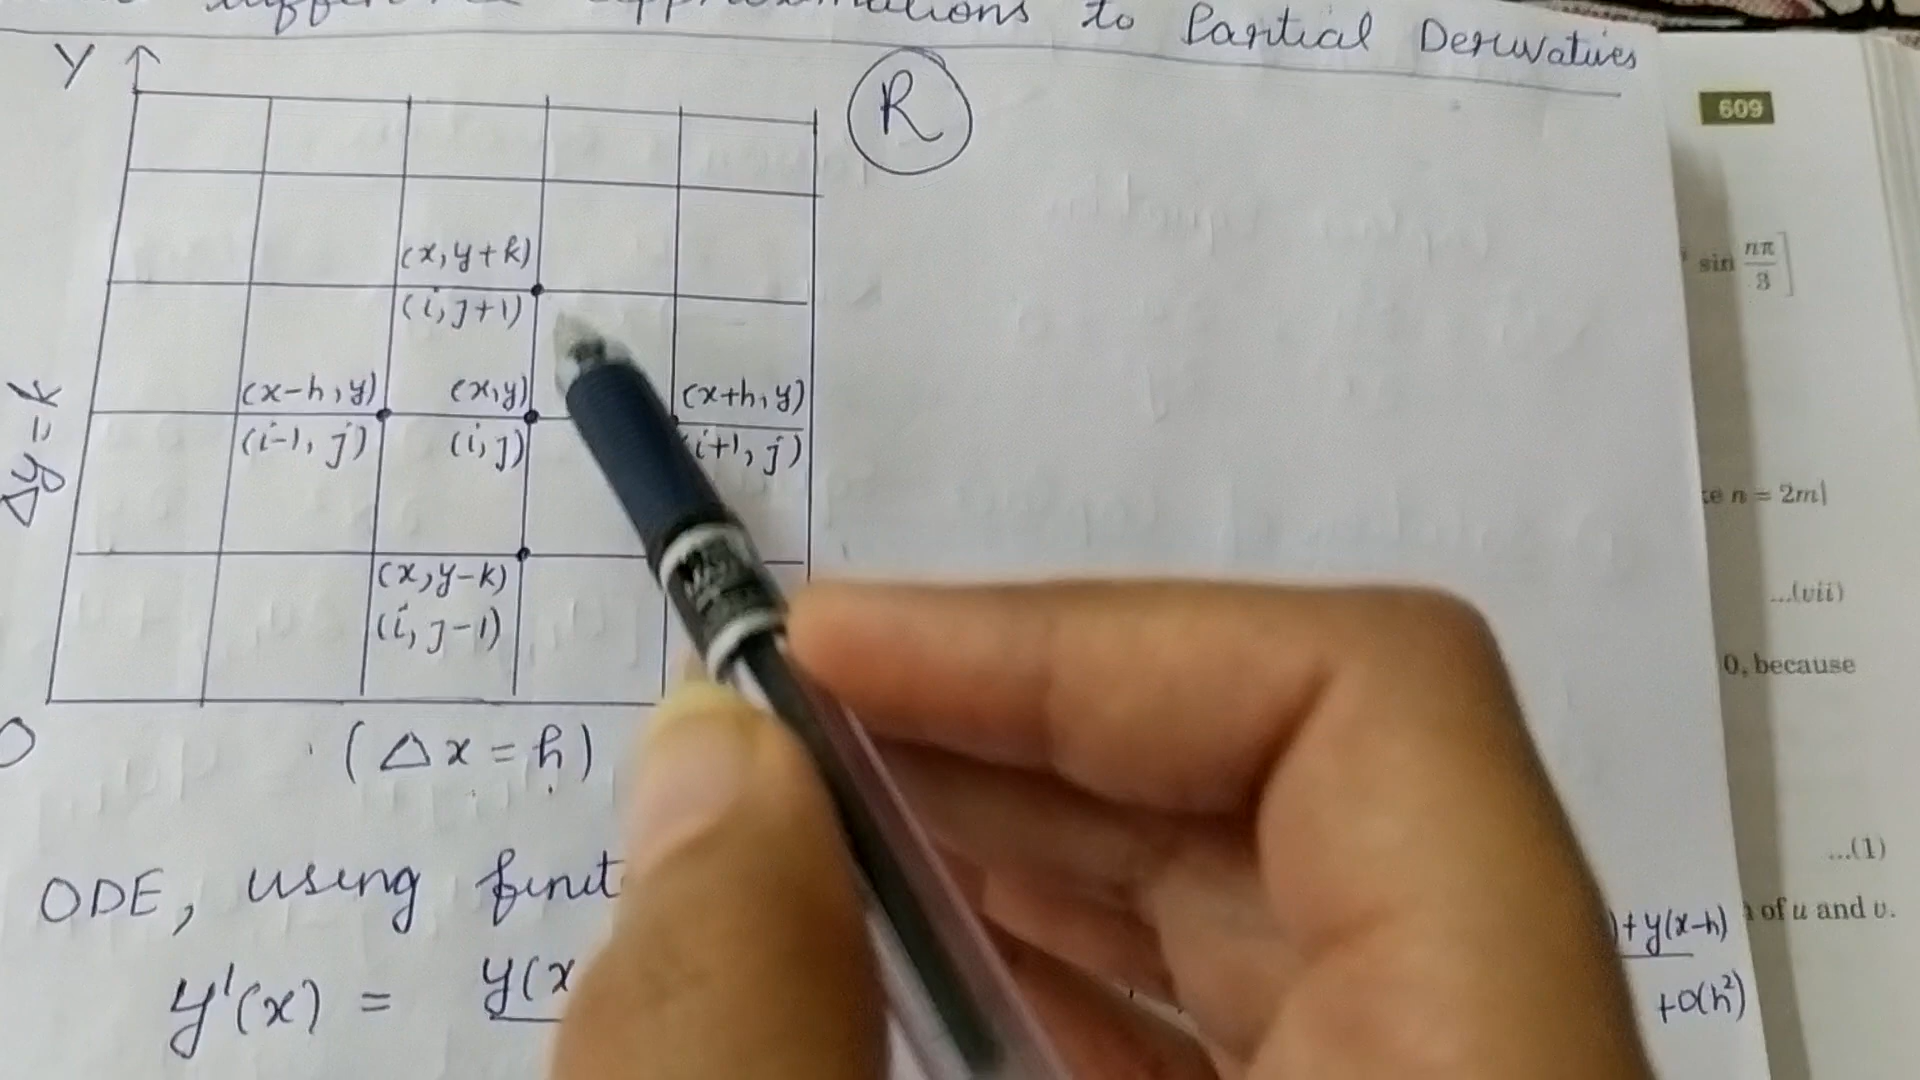 approximations to Partial Derivatives
Y
R
609
(x, y+k)
(i, j+1)
sin nπ/3 ]
(x-h, y) (x,y) (x+h, y)
(i-1, j) (i, j) (i+1, j)
Δy = k
n = 2m|
(x, y-k)
(i, j-1)
...(vii)
0, because
O
(Δx = h)
...(1)
ODE, using
of u and v.
y'(x) = y(x
)+y(x-h)
+O(h²)